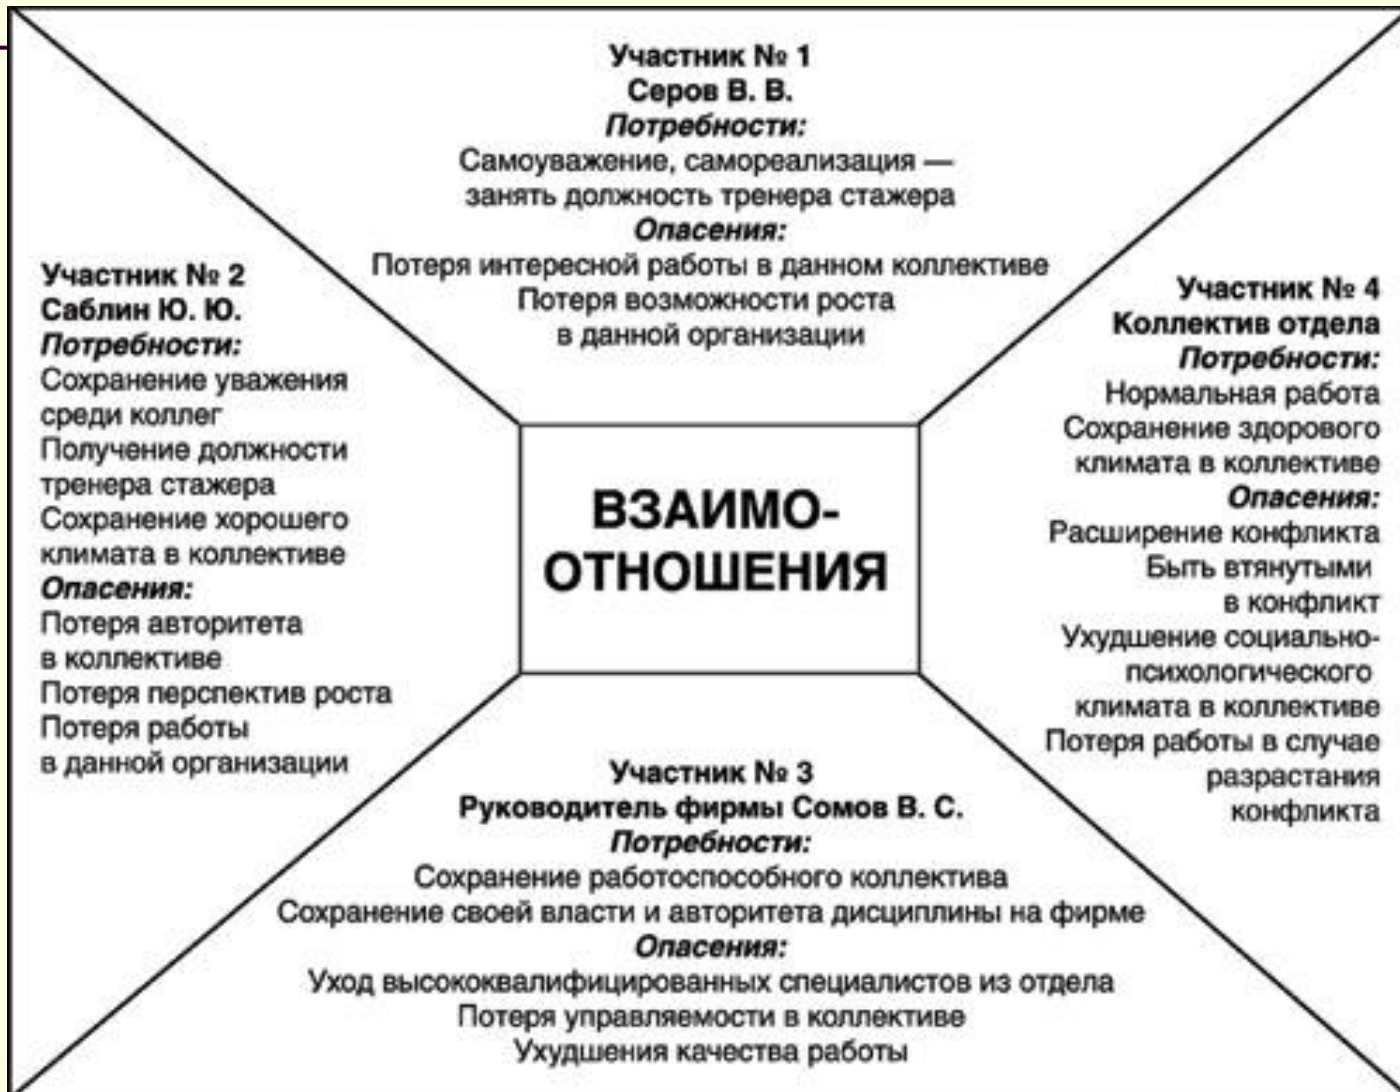 Участник № 1
Серов В. В.
Потребности:
Самоуважение, самореализация —
занять должность тренера стажера
Опасения:
Потеря интересной работы в данном коллективе
Потеря возможности роста
в данной организации
Участник № 2
Саблин Ю. Ю.
Потребности:
Сохранение уважения
среди коллег
Получение должности
тренера стажера
Сохранение хорошего
климата в коллективе
Опасения:
Потеря авторитета
в коллективе
Потеря перспектив роста
Потеря работы
в данной организации
ВЗАИМО-
ОТНОШЕНИЯ
Участник № 4
Коллектив отдела
Потребности:
Нормальная работа
Сохранение здорового
климата в коллективе
Опасения:
Расширение конфликта
Быть втянутыми
в конфликт
Ухудшение социально-
психологического
климата в коллективе
Потеря работы в случае
разрастания
конфликта
Участник № 3
Руководитель фирмы Сомов В. С.
Потребности:
Сохранение работоспособного коллектива
Сохранение своей власти и авторитета дисциплины на фирме
Опасения:
Уход высококвалифицированных специалистов из отдела
Потеря управляемости в коллективе
Ухудшения качества работы